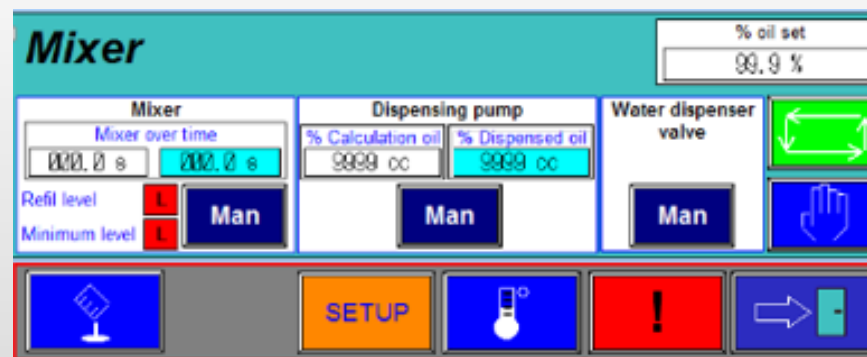 Mixer
% oil set
99.9 %
Mixer
Dispensing pump
Water dispenser
valve
Mixer over time
% Calculation oil
% Dispensed oil
000.0 s
000.0 s
9999 cc
9999 cc
Refil level
L
Man
Man
Man
Minimum level
L
SETUP
!